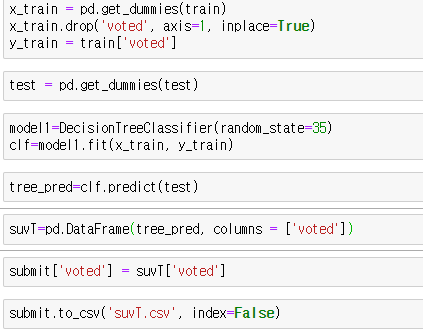 x_train = pd.get_dummies(train)
x_train.drop('voted', axis=1, inplace=True)
y_train = train['voted']
test = pd.get_dummies(test)
model1=DecisionTreeClassifier(random_state=35)
clf=model1.fit(x_train, y_train)
tree_pred=clf.predict(test)
suvT=pd.DataFrame(tree_pred, columns = ['voted'])
submit['voted'] = suvT['voted']
submit.to_csv('suvT.csv', index=False)